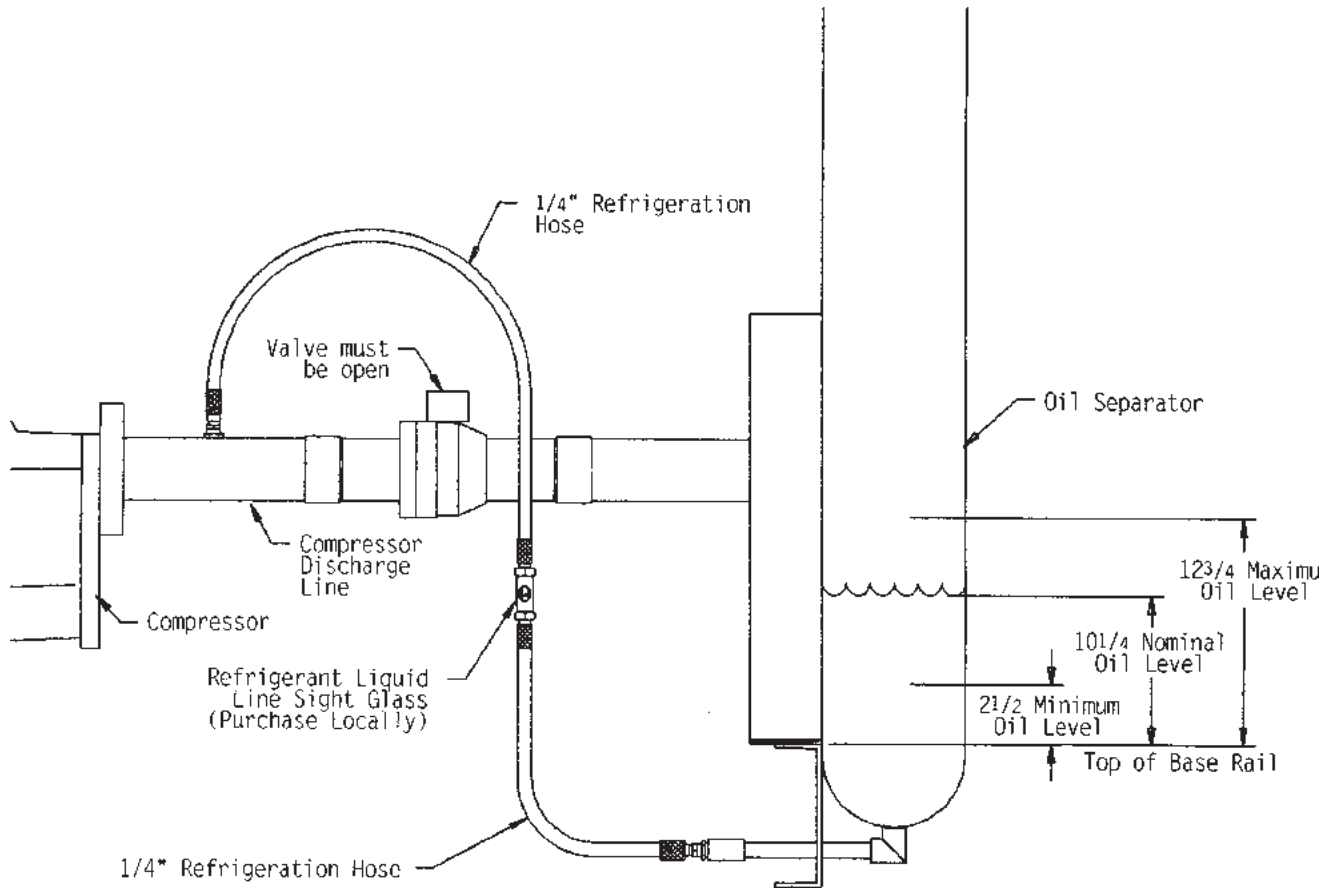 1/4" Refrigeration
Hose
Valve must
be open
Oil Separator
Compressor
Discharge
Line
12 3/4 Maximu
Oil Level
Compressor
10 1/4 Nominal
Oil Level
Refrigerant Liquid
Line Sight Glass
(Purchase Locally)
2 1/2 Minimum
Oil Level
Top of Base Rail
1/4" Refrigeration Hose